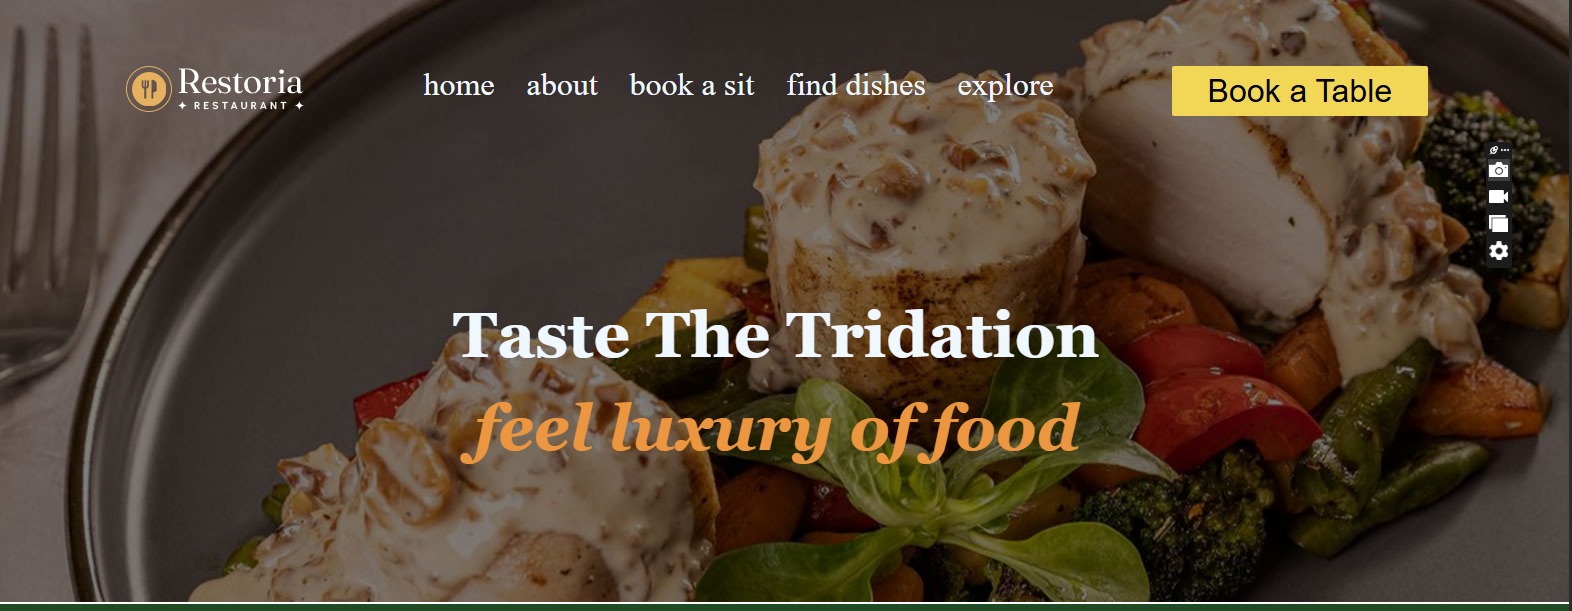 Restoria
RESTAURANT
home about book a sit find dishes explore
Book a Table
Taste The Tridation
feel luxury of food